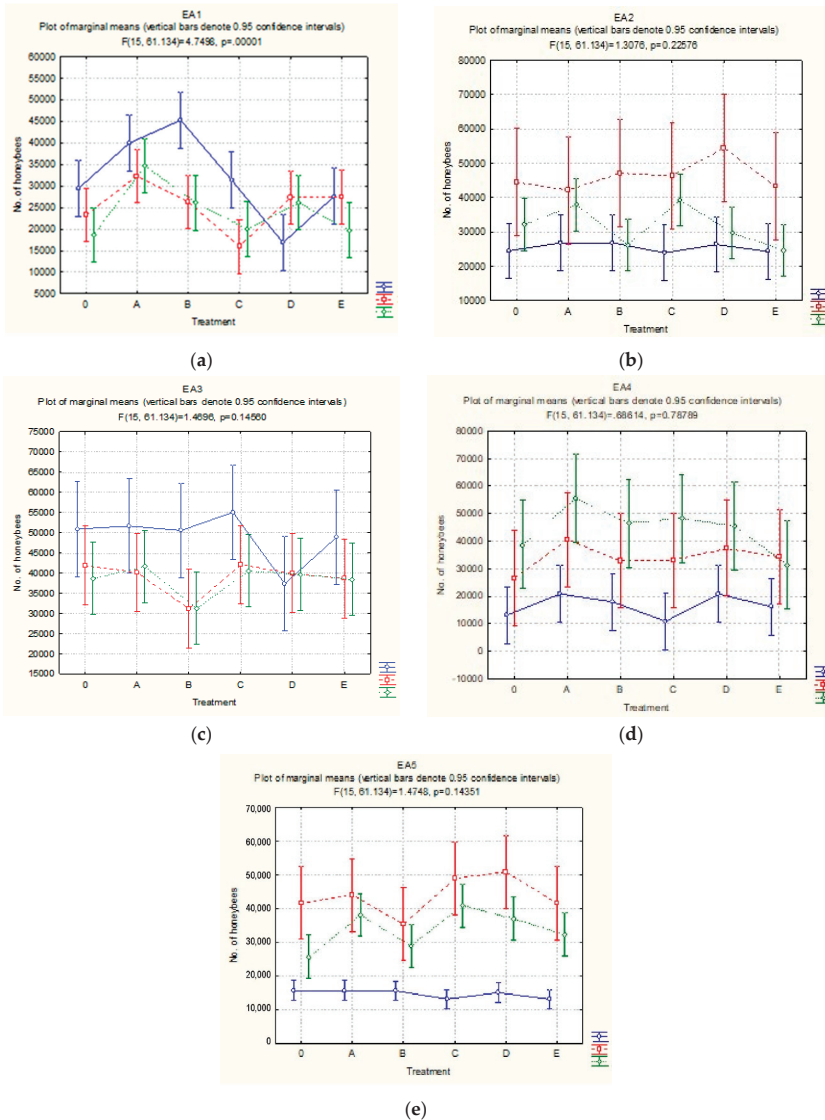 EA1
Plot of marginal means (vertical bars denote 0.95 confidence intervals)
F(15, 61.134)=4.7498, p=.00001
60000
55000
50000
45000
40000
35000
30000
25000
20000
15000
10000
5000
No. of honeybees
0 A B C D E
Treatment
(a)
EA2
Plot of marginal means (vertical bars denote 0.95 confidence intervals)
F(15, 61.134)=1.3076, p=0.22576
80000
70000
60000
50000
40000
30000
20000
10000
No. of honeybees
0 A B C D E
Treatment
(b)
EA3
Plot of marginal means (vertical bars denote 0.95 confidence intervals)
F(15, 61.134)=1.4696, p=0.14560
75000
70000
65000
60000
55000
50000
45000
40000
35000
30000
25000
20000
15000
No. of honeybees
0 A B C D E
Treatment
(c)
EA4
Plot of marginal means (vertical bars denote 0.95 confidence intervals)
F(15, 61.134)=.68614, p=0.78789
80000
70000
60000
50000
40000
30000
20000
10000
0
-10000
No. of honeybees
0 A B C D E
Treatment
(d)
EA5
Plot of marginal means (vertical bars denote 0.95 confidence intervals)
F(15, 61.134)=1.4748, p=0.14351
70,000
60,000
50,000
40,000
30,000
20,000
10,000
0
No. of honeybees
0 A B C D E
Treatment
(e)